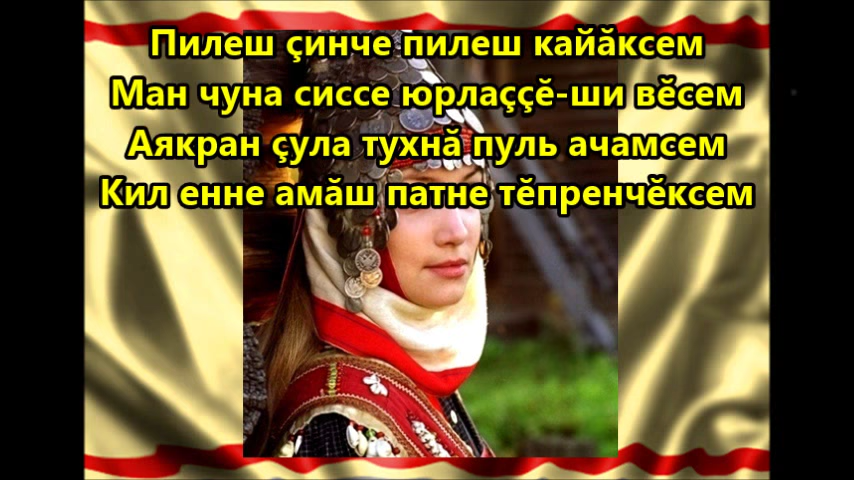 Пилеш ҫинче пилеш кайӑксем
Ман чуна сиссе юрлаҫҫӗ-ши вӗсем
Аякран ҫула тухнӑ пуль ачамсем
Кил енне амӑш патне тӗпренчӗксем